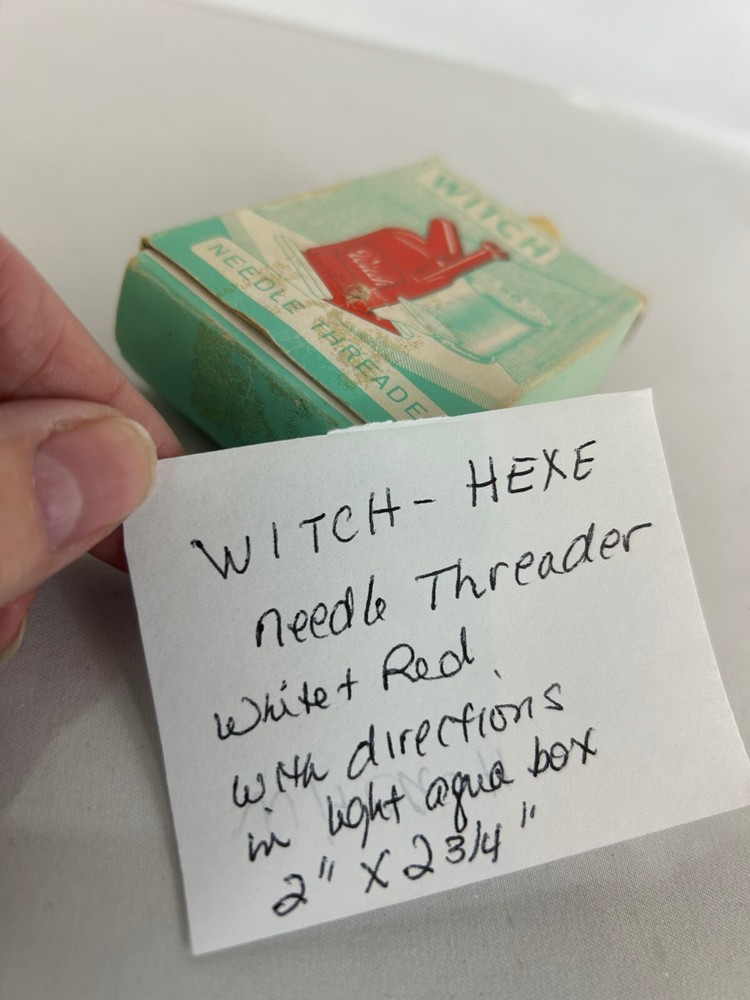 WITCH
Witch
NEEDLE THREADE
WITCH - HEXE
needle Threader
White + Red
with directions
in light aqua box
2" X 2 3/4"